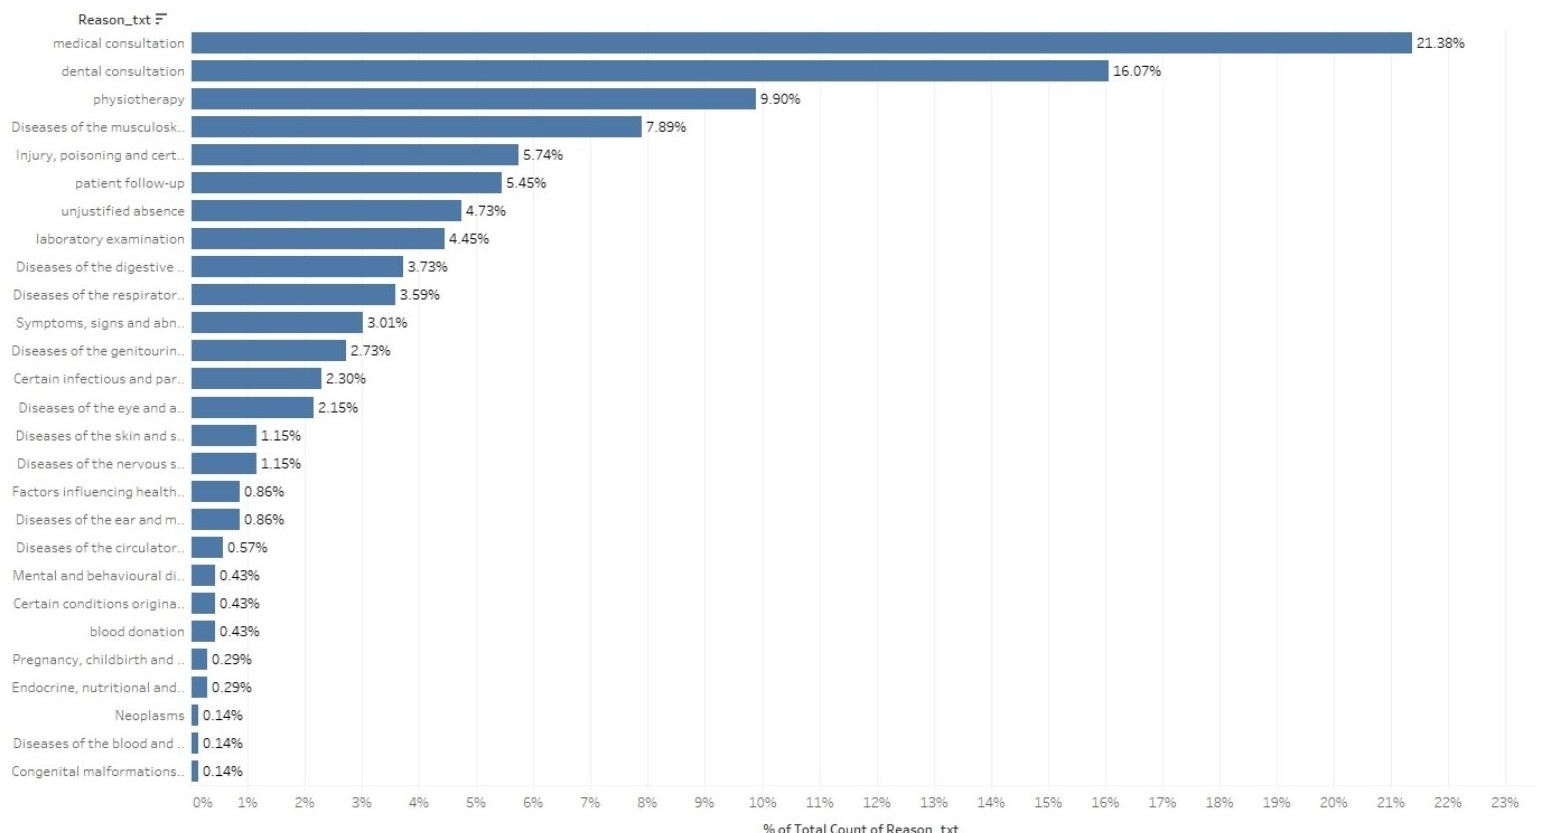 Reason_txt
medical consultation 21.38%
dental consultation 16.07%
physiotherapy 9.90%
Diseases of the musculosk.. 7.89%
Injury, poisoning and cert.. 5.74%
patient follow-up 5.45%
unjustified absence 4.73%
laboratory examination 4.45%
Diseases of the digestive .. 3.73%
Diseases of the respirator.. 3.59%
Symptoms, signs and abn.. 3.01%
Diseases of the genitourin.. 2.73%
Certain infectious and par.. 2.30%
Diseases of the eye and a.. 2.15%
Diseases of the skin and s.. 1.15%
Diseases of the nervous s.. 1.15%
Factors influencing health.. 0.86%
Diseases of the ear and m.. 0.86%
Diseases of the circulator.. 0.57%
Mental and behavioural di.. 0.43%
Certain conditions origina.. 0.43%
blood donation 0.43%
Pregnancy, childbirth and .. 0.29%
Endocrine, nutritional and.. 0.29%
Neoplasms 0.14%
Diseases of the blood and .. 0.14%
Congenital malformations.. 0.14%
0% 1% 2% 3% 4% 5% 6% 7% 8% 9% 10% 11% 12% 13% 14% 15% 16% 17% 18% 19% 20% 21% 22% 23%
% of Total Count of Reason_txt